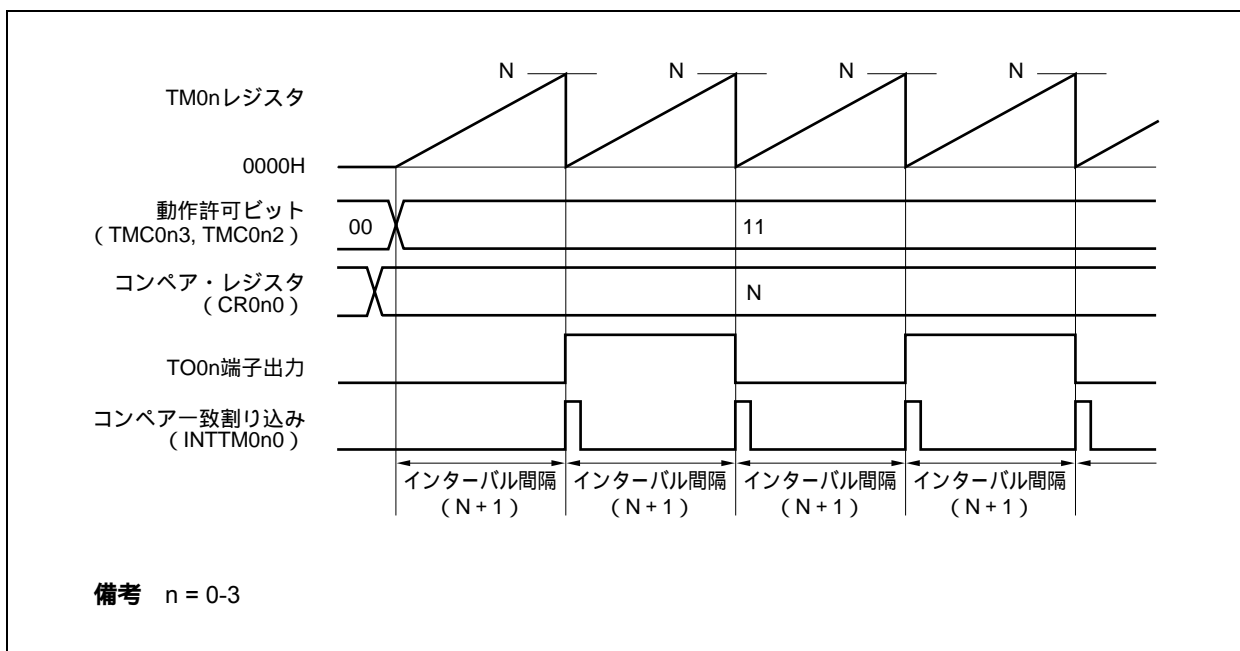 N N N N
TM0nレジスタ
0000H
動作許可ビット
（TMC0n3, TMC0n2）
00 11
コンペア・レジスタ
（CR0n0）
N
TO0n端子出力
コンペア一致割り込み
（INTTM0n0）
インターバル間隔 インターバル間隔 インターバル間隔 インターバル間隔
（N + 1） （N + 1） （N + 1） （N + 1）
備考 n = 0-3